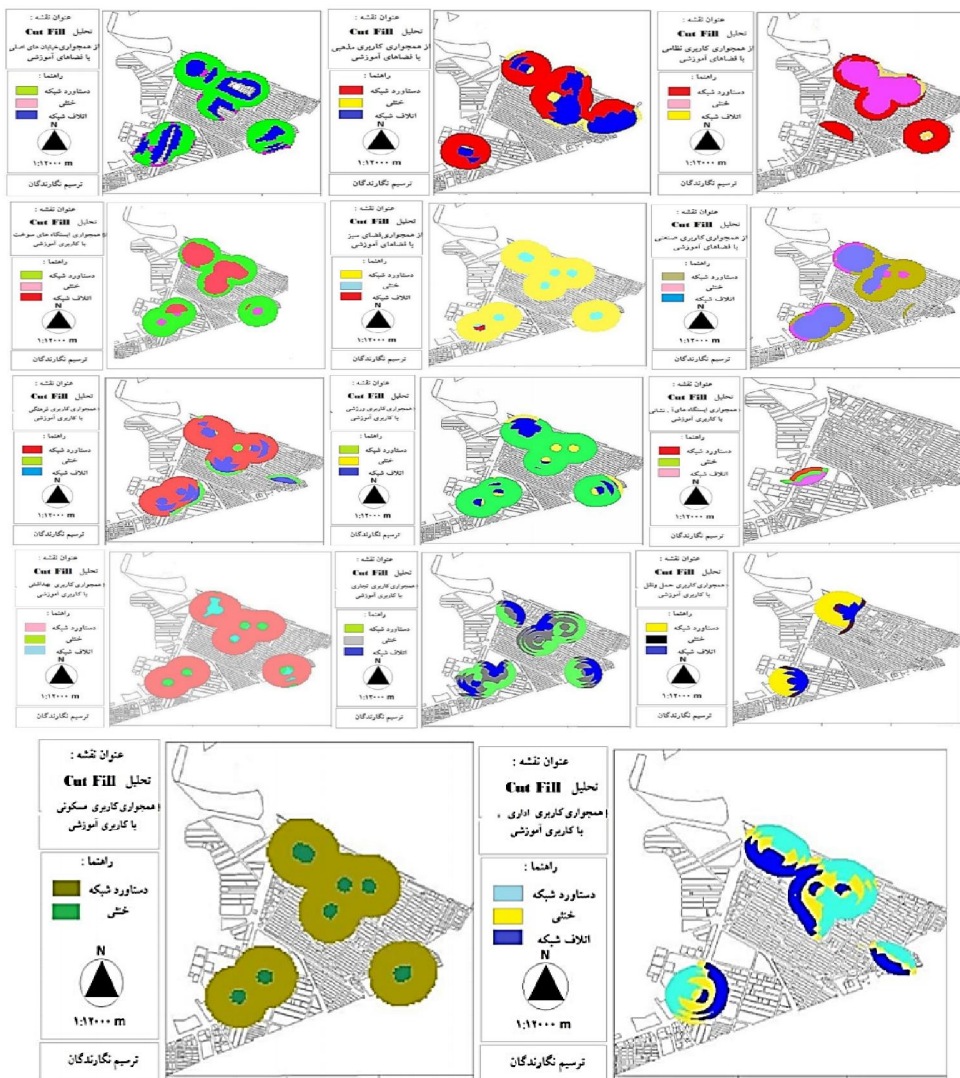 عنوان نقشه :
تحلیل Cut Fill
از همجواری خیابان های اصلی
با فضاهای آموزشی
راهنما :
دستاورد شبکه
خنثی
اتلاف شبکه
N
۱:۱۲۰۰۰ m
ترسیم نگارندگان
عنوان نقشه :
تحلیل Cut Fill
از همجواری کاربری مذهبی
با فضاهای آموزشی
راهنما :
دستاورد شبکه
خنثی
اتلاف شبکه
N
۱:۱۲۰۰۰ m
ترسیم نگارندگان
عنوان نقشه :
تحلیل Cut Fill
از همجواری کاربری نظامی
با فضاهای آموزشی
راهنما :
دستاورد شبکه
خنثی
اتلاف شبکه
N
۱:۱۲۰۰۰ m
ترسیم نگارندگان
عنوان نقشه :
تحلیل Cut Fill
از همجواری ایستگاه های سوخت
با کاربری آموزشی
راهنما :
دستاورد شبکه
خنثی
اتلاف شبکه
N
۱:۱۲۰۰۰ m
ترسیم نگارندگان
عنوان نقشه :
تحلیل Cut Fill
از همجواری فضای سبز
با فضاهای آموزشی
راهنما :
دستاورد شبکه
خنثی
اتلاف شبکه
N
۱:۱۲۰۰۰ m
ترسیم نگارندگان
عنوان نقشه :
تحلیل Cut Fill
از همجواری کاربری صنعتی
با فضاهای آموزشی
راهنما :
دستاورد شبکه
خنثی
اتلاف شبکه
N
۱:۱۲۰۰۰ m
ترسیم نگارندگان
عنوان نقشه :
تحلیل Cut Fill
همجواری کاربری فرهنگی
با کاربری آموزشی
راهنما :
دستاورد شبکه
خنثی
اتلاف شبکه
N
۱:۱۲۰۰۰ m
ترسیم نگارندگان
عنوان نقشه :
تحلیل Cut Fill
همجواری کاربری ورزشی
با کاربری آموزشی
راهنما :
دستاورد شبکه
خنثی
اتلاف شبکه
N
۱:۱۲۰۰۰ m
ترسیم نگارندگان
عنوان نقشه :
تحلیل Cut Fill
همجواری ایستگاه های نشانی
با کاربری آموزشی
راهنما :
دستاورد شبکه
خنثی
اتلاف شبکه
N
۱:۱۲۰۰۰ m
ترسیم نگارندگان
عنوان نقشه :
تحلیل Cut Fill
همجواری کاربری بهداشتی
با کاربری آموزشی
راهنما :
دستاورد شبکه
خنثی
اتلاف شبکه
N
۱:۱۲۰۰۰ m
ترسیم نگارندگان
عنوان نقشه :
تحلیل Cut Fill
همجواری کاربری تجاری
با کاربری آموزشی
راهنما :
دستاورد شبکه
خنثی
اتلاف شبکه
N
۱:۱۲۰۰۰ m
ترسیم نگارندگان
عنوان نقشه :
تحلیل Cut Fill
همجواری کاربری حمل ونقل
با کاربری آموزشی
راهنما :
دستاورد شبکه
خنثی
اتلاف شبکه
N
۱:۱۲۰۰۰ m
ترسیم نگارندگان
عنوان نقشه :
تحلیل Cut Fill
همجواری کاربری مسکونی
با کاربری آموزشی
راهنما :
دستاورد شبکه
خنثی
N
۱:۱۲۰۰۰ m
ترسیم نگارندگان
عنوان نقشه :
تحلیل Cut Fill
همجواری کاربری اداری
با کاربری آموزشی
راهنما :
دستاورد شبکه
خنثی
اتلاف شبکه
N
۱:۱۲۰۰۰ m
ترسیم نگارندگان